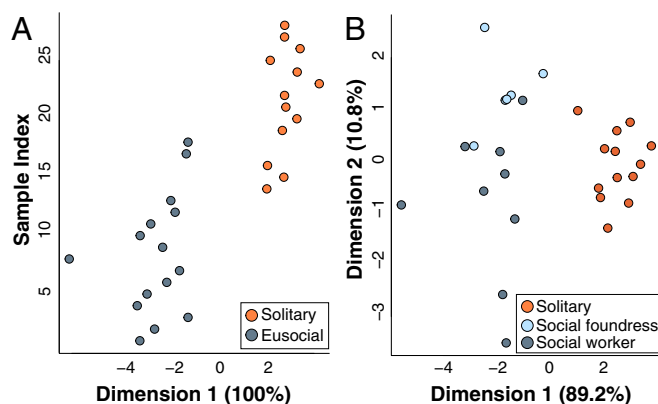 A
Sample Index
25
20
15
10
5
Solitary
Eusocial
−4 −2 0 2
Dimension 1 (100%)
B
Dimension 2 (10.8%)
2
1
0
−1
−2
−3
Solitary
Social foundress
Social worker
−4 −2 0 2
Dimension 1 (89.2%)